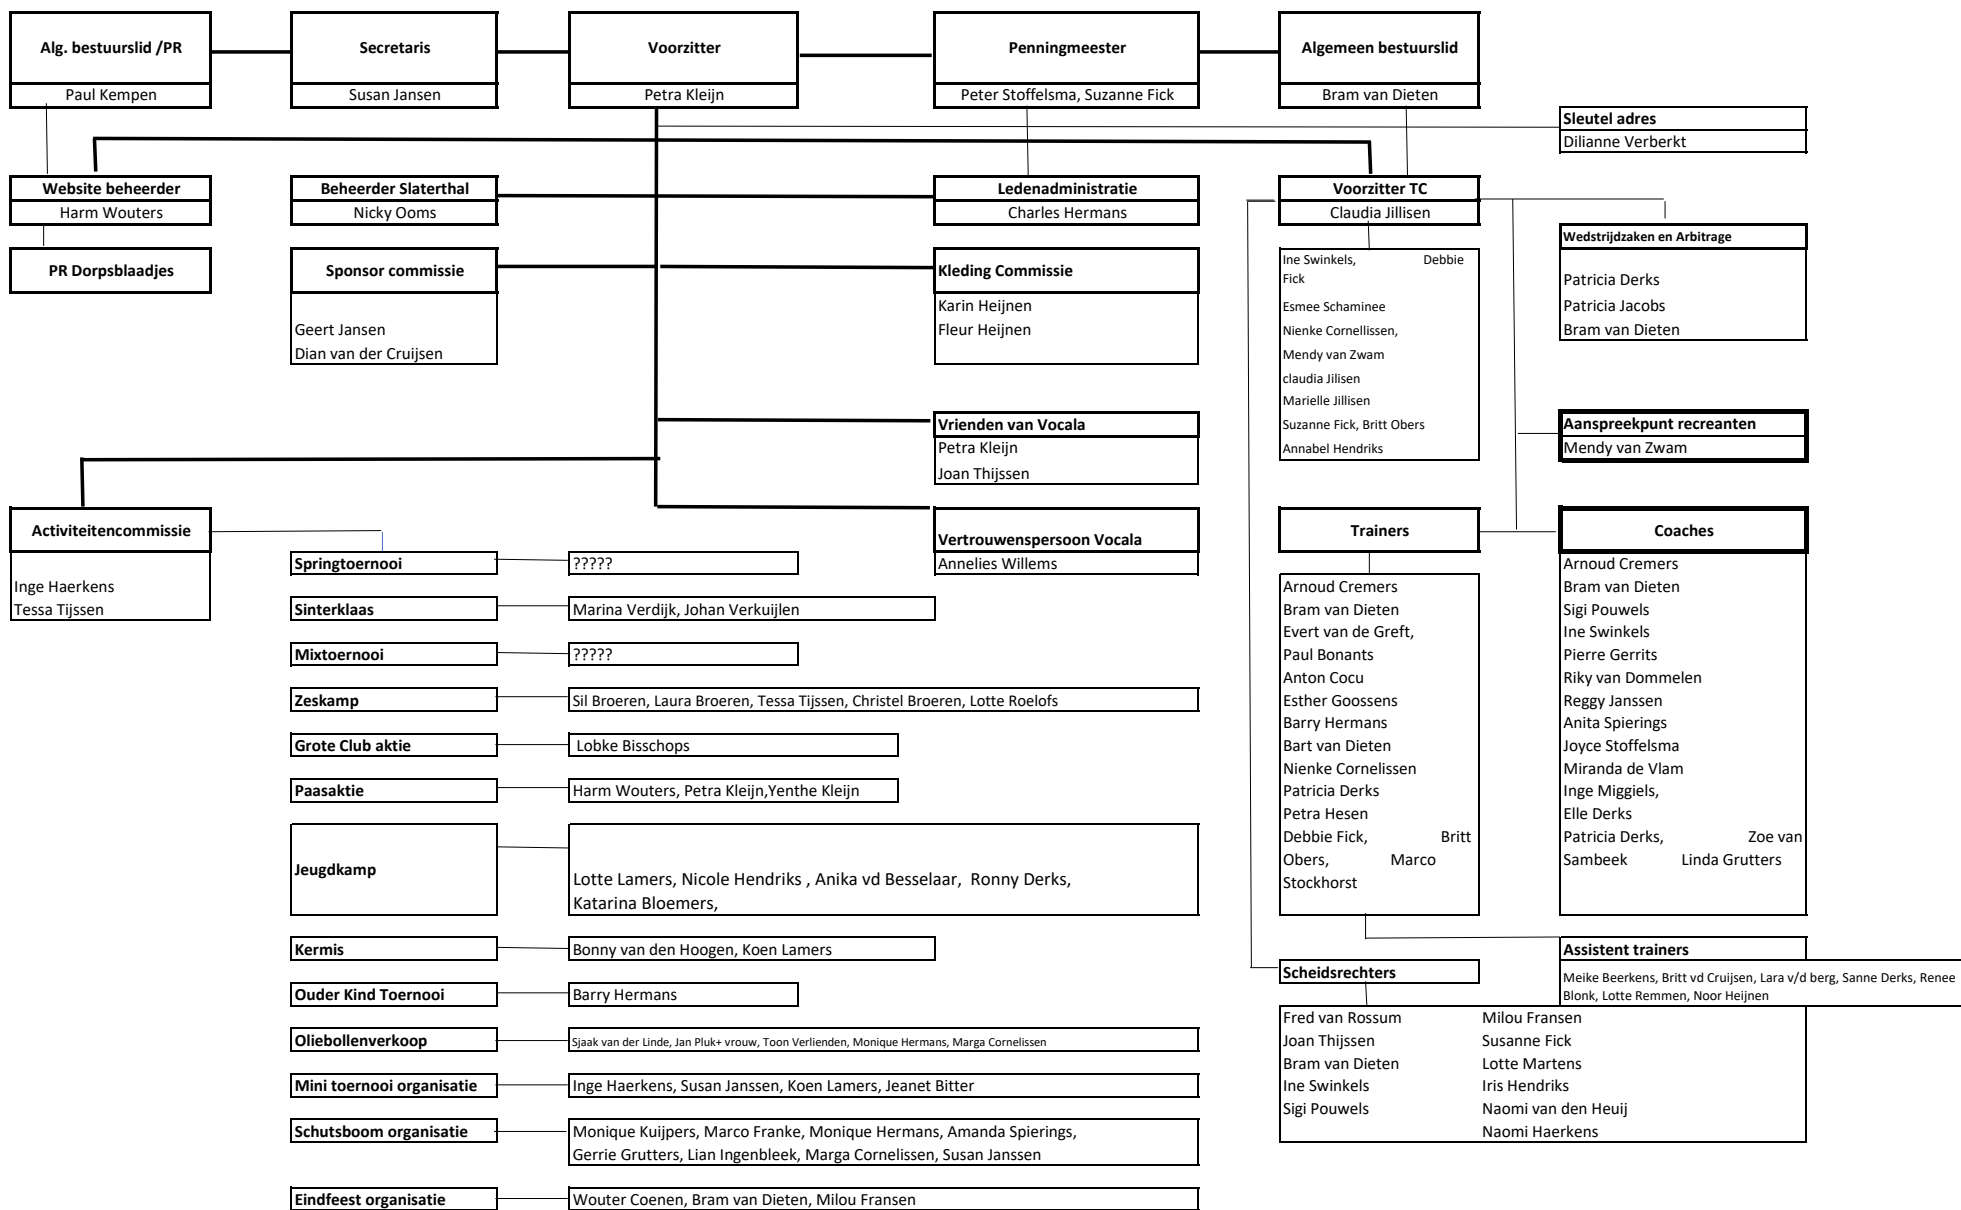 Alg. bestuurslid /PR
Paul Kempen
Secretaris
Susan Jansen
Voorzitter
Petra Kleijn
Penningmeester
Peter Stoffelsma, Suzanne Fick
Algemeen bestuurslid
Bram van Dieten
Sleutel adres
Dilianne Verberkt
Website beheerder
Harm Wouters
Beheerder Slaterthal
Nicky Ooms
Ledenadministratie
Charles Hermans
Voorzitter TC
Claudia Jillisen
PR Dorpsblaadjes
Sponsor commissie
Geert Jansen
Dian van der Cruijsen
Kleding Commissie
Karin Heijnen
Fleur Heijnen
Ine Swinkels, Debbie
Fick
Esmee Schaminee
Nienke Cornellissen,
Mendy van Zwam
claudia Jilisen
Marielle Jillisen
Suzanne Fick, Britt Obers
Annabel Hendriks
Wedstrijdzaken en Arbitrage
Patricia Derks
Patricia Jacobs
Bram van Dieten
Vrienden van Vocala
Petra Kleijn
Joan Thijssen
Aanspreekpunt recreanten
Mendy van Zwam
Activiteitencommissie
Inge Haerkens
Tessa Tijssen
Vertrouwenspersoon Vocala
Annelies Willems
Springtoernooi
?????
Sinterklaas
Marina Verdijk, Johan Verkuijlen
Mixtoernooi
?????
Zeskamp
Sil Broeren, Laura Broeren, Tessa Tijssen, Christel Broeren, Lotte Roelofs
Grote Club aktie
Lobke Bisschops
Paasaktie
Harm Wouters, Petra Kleijn,Yenthe Kleijn
Jeugdkamp
Lotte Lamers, Nicole Hendriks , Anika vd Besselaar, Ronny Derks,
Katarina Bloemers,
Kermis
Bonny van den Hoogen, Koen Lamers
Ouder Kind Toernooi
Barry Hermans
Oliebollenverkoop
Sjaak van der Linde, Jan Pluk+ vrouw, Toon Verlienden, Monique Hermans, Marga Cornelissen
Mini toernooi organisatie
Inge Haerkens, Susan Janssen, Koen Lamers, Jeanet Bitter
Schutsboom organisatie
Monique Kuijpers, Marco Franke, Monique Hermans, Amanda Spierings,
Gerrie Grutters, Lian Ingenbleek, Marga Cornelissen, Susan Janssen
Eindfeest organisatie
Wouter Coenen, Bram van Dieten, Milou Fransen
Trainers
Arnoud Cremers
Bram van Dieten
Evert van de Greft,
Paul Bonants
Anton Cocu
Esther Goossens
Barry Hermans
Bart van Dieten
Nienke Cornelissen
Patricia Derks
Petra Hesen
Debbie Fick, Britt
Obers, Marco
Stockhorst
Coaches
Arnoud Cremers
Bram van Dieten
Sigi Pouwels
Ine Swinkels
Pierre Gerrits
Riky van Dommelen
Reggy Janssen
Anita Spierings
Joyce Stoffelsma
Miranda de Vlam
Inge Miggiels,
Elle Derks
Patricia Derks, Zoe van
Sambeek Linda Grutters
Assistent trainers
Meike Beerkens, Britt vd Cruijsen, Lara v/d berg, Sanne Derks, Renee
Blonk, Lotte Remmen, Noor Heijnen
Scheidsrechters
Fred van Rossum
Joan Thijssen
Bram van Dieten
Ine Swinkels
Sigi Pouwels
Milou Fransen
Susanne Fick
Lotte Martens
Iris Hendriks
Naomi van den Heuij
Naomi Haerkens